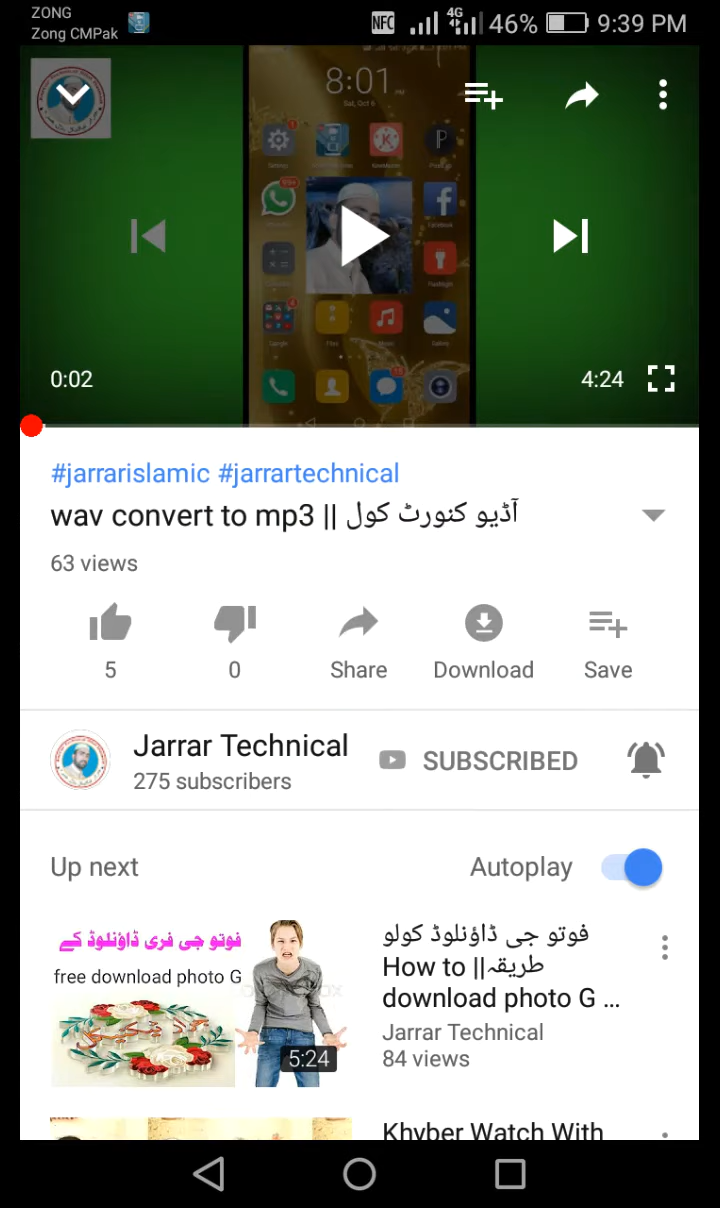 ZONG
Zong CMPak
NFC
4G
46%
9:39 PM
8:01
Sat, Oct 6
0:02
4:24
#jarrarislamic #jarrartechnical
wav convert to mp3 || آڈیو کنورٹ کول
63 views
5
0
Share
Download
Save
Jarrar Technical
275 subscribers
SUBSCRIBED
Up next
Autoplay
فوتو جی فری ڈاؤنلوڈ کے
free download photo G
5:24
فوتو جی ڈاؤنلوڈ کولو
طریقہ|| How to
download photo G ...
Jarrar Technical
84 views
Khyber Watch With